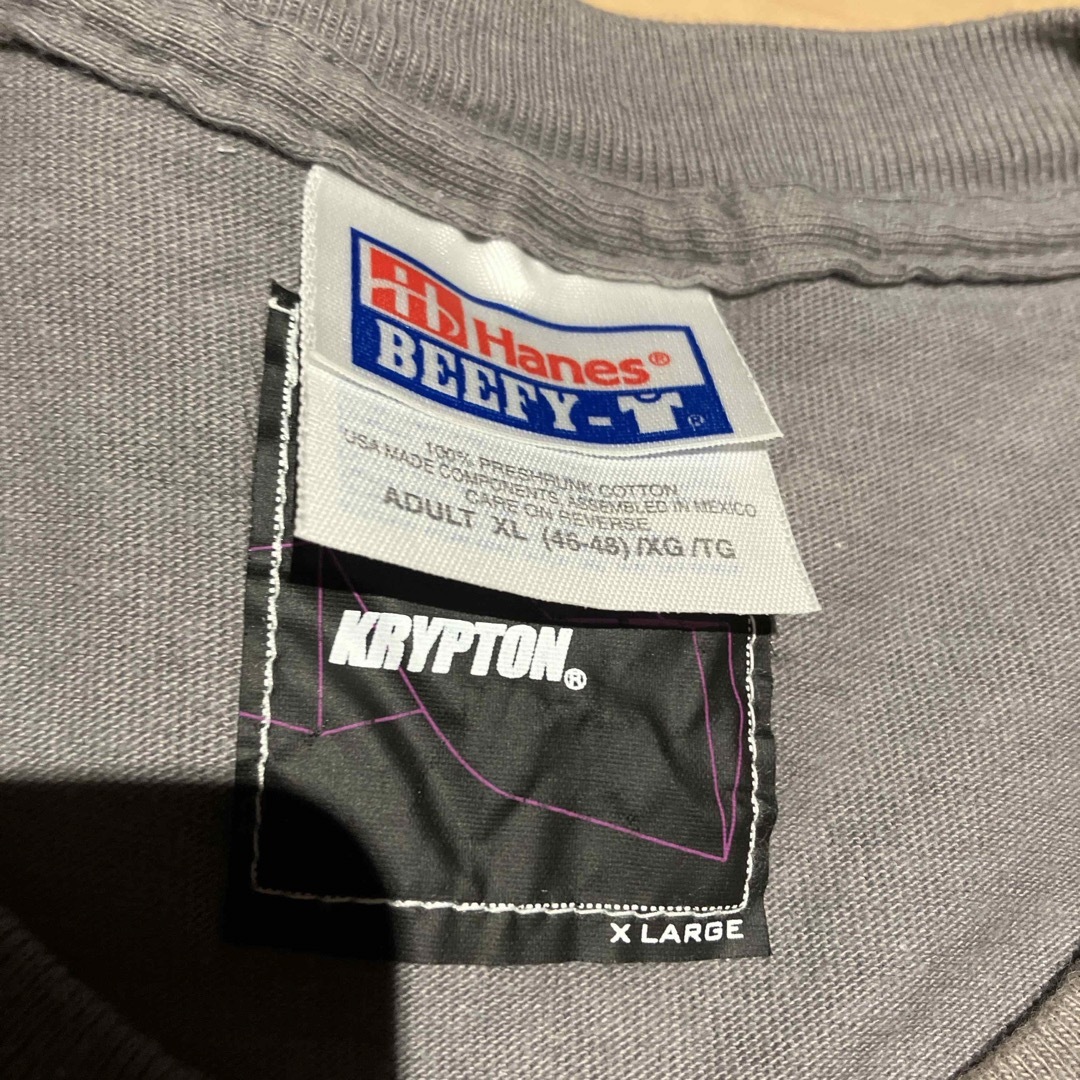 Hanes®
BEEFY-T®
100% PRESHRUNK COTTON
USA MADE COMPONENTS, ASSEMBLED IN MEXICO
CARE ON REVERSE
ADULT XL (46-48) /XG /TG
KRYPTON®
X LARGE